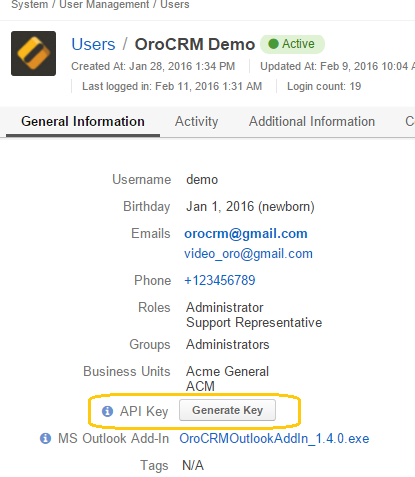 System / User Management / Users
Users / OroCRM Demo Active
Created At: Jan 28, 2016 1:34 PM Updated At: Feb 9, 2016 10:04 A
Last logged in: Feb 11, 2016 1:31 AM Login count: 19
General Information Activity Additional Information C
Username demo
Birthday Jan 1, 2016 (newborn)
Emails orocrm@gmail.com
video_oro@gmail.com
Phone +123456789
Roles Administrator
Support Representative
Groups Administrators
Business Units Acme General
ACM
API Key Generate Key
MS Outlook Add-In OroCRMOutlookAddIn_1.4.0.exe
Tags N/A